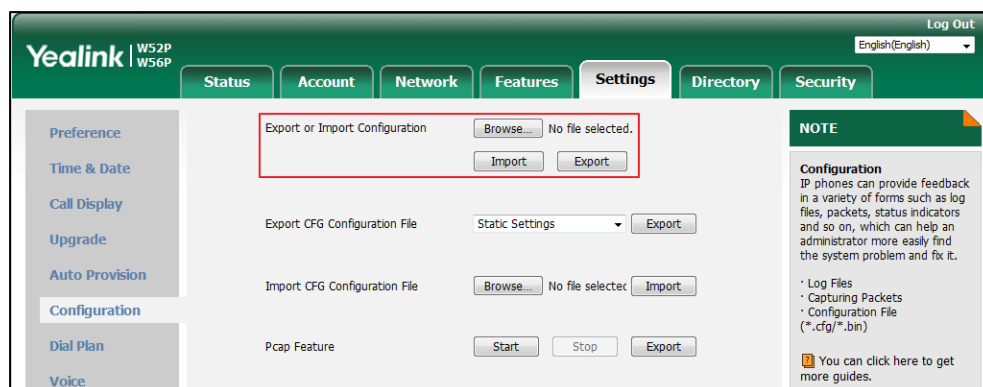 Log Out
Yealink | W52P W56P
English(English)
Status Account Network Features Settings Directory Security
Preference
Time & Date
Call Display
Upgrade
Auto Provision
Configuration
Dial Plan
Voice
Export or Import Configuration Browse... No file selected.
Import Export
Export CFG Configuration File Static Settings Export
Import CFG Configuration File Browse... No file selectec Import
Pcap Feature Start Stop Export
NOTE
Configuration
IP phones can provide feedback
in a variety of forms such as log
files, packets, status indicators
and so on, which can help an
administrator more easily find
the system problem and fix it.
· Log Files
· Capturing Packets
· Configuration File
(*.cfg/*.bin)
You can click here to get
more guides.